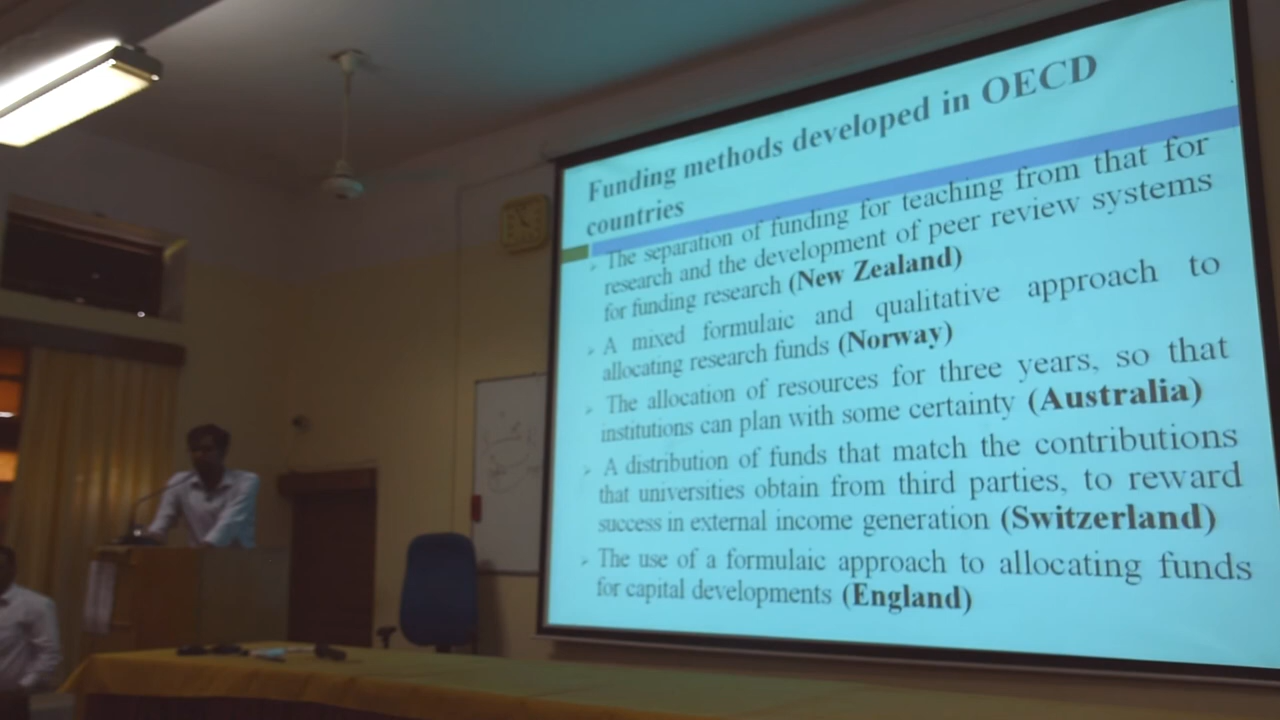 Funding methods developed in OECD
countries
The separation of funding for teaching from that for
research and the development of peer review systems
for funding research (New Zealand)
A mixed formulaic and qualitative approach to
allocating research funds (Norway)
The allocation of resources for three years, so that
institutions can plan with some certainty (Australia)
A distribution of funds that match the contributions
that universities obtain from third parties, to reward
success in external income generation (Switzerland)
The use of a formulaic approach to allocating funds
for capital developments (England)